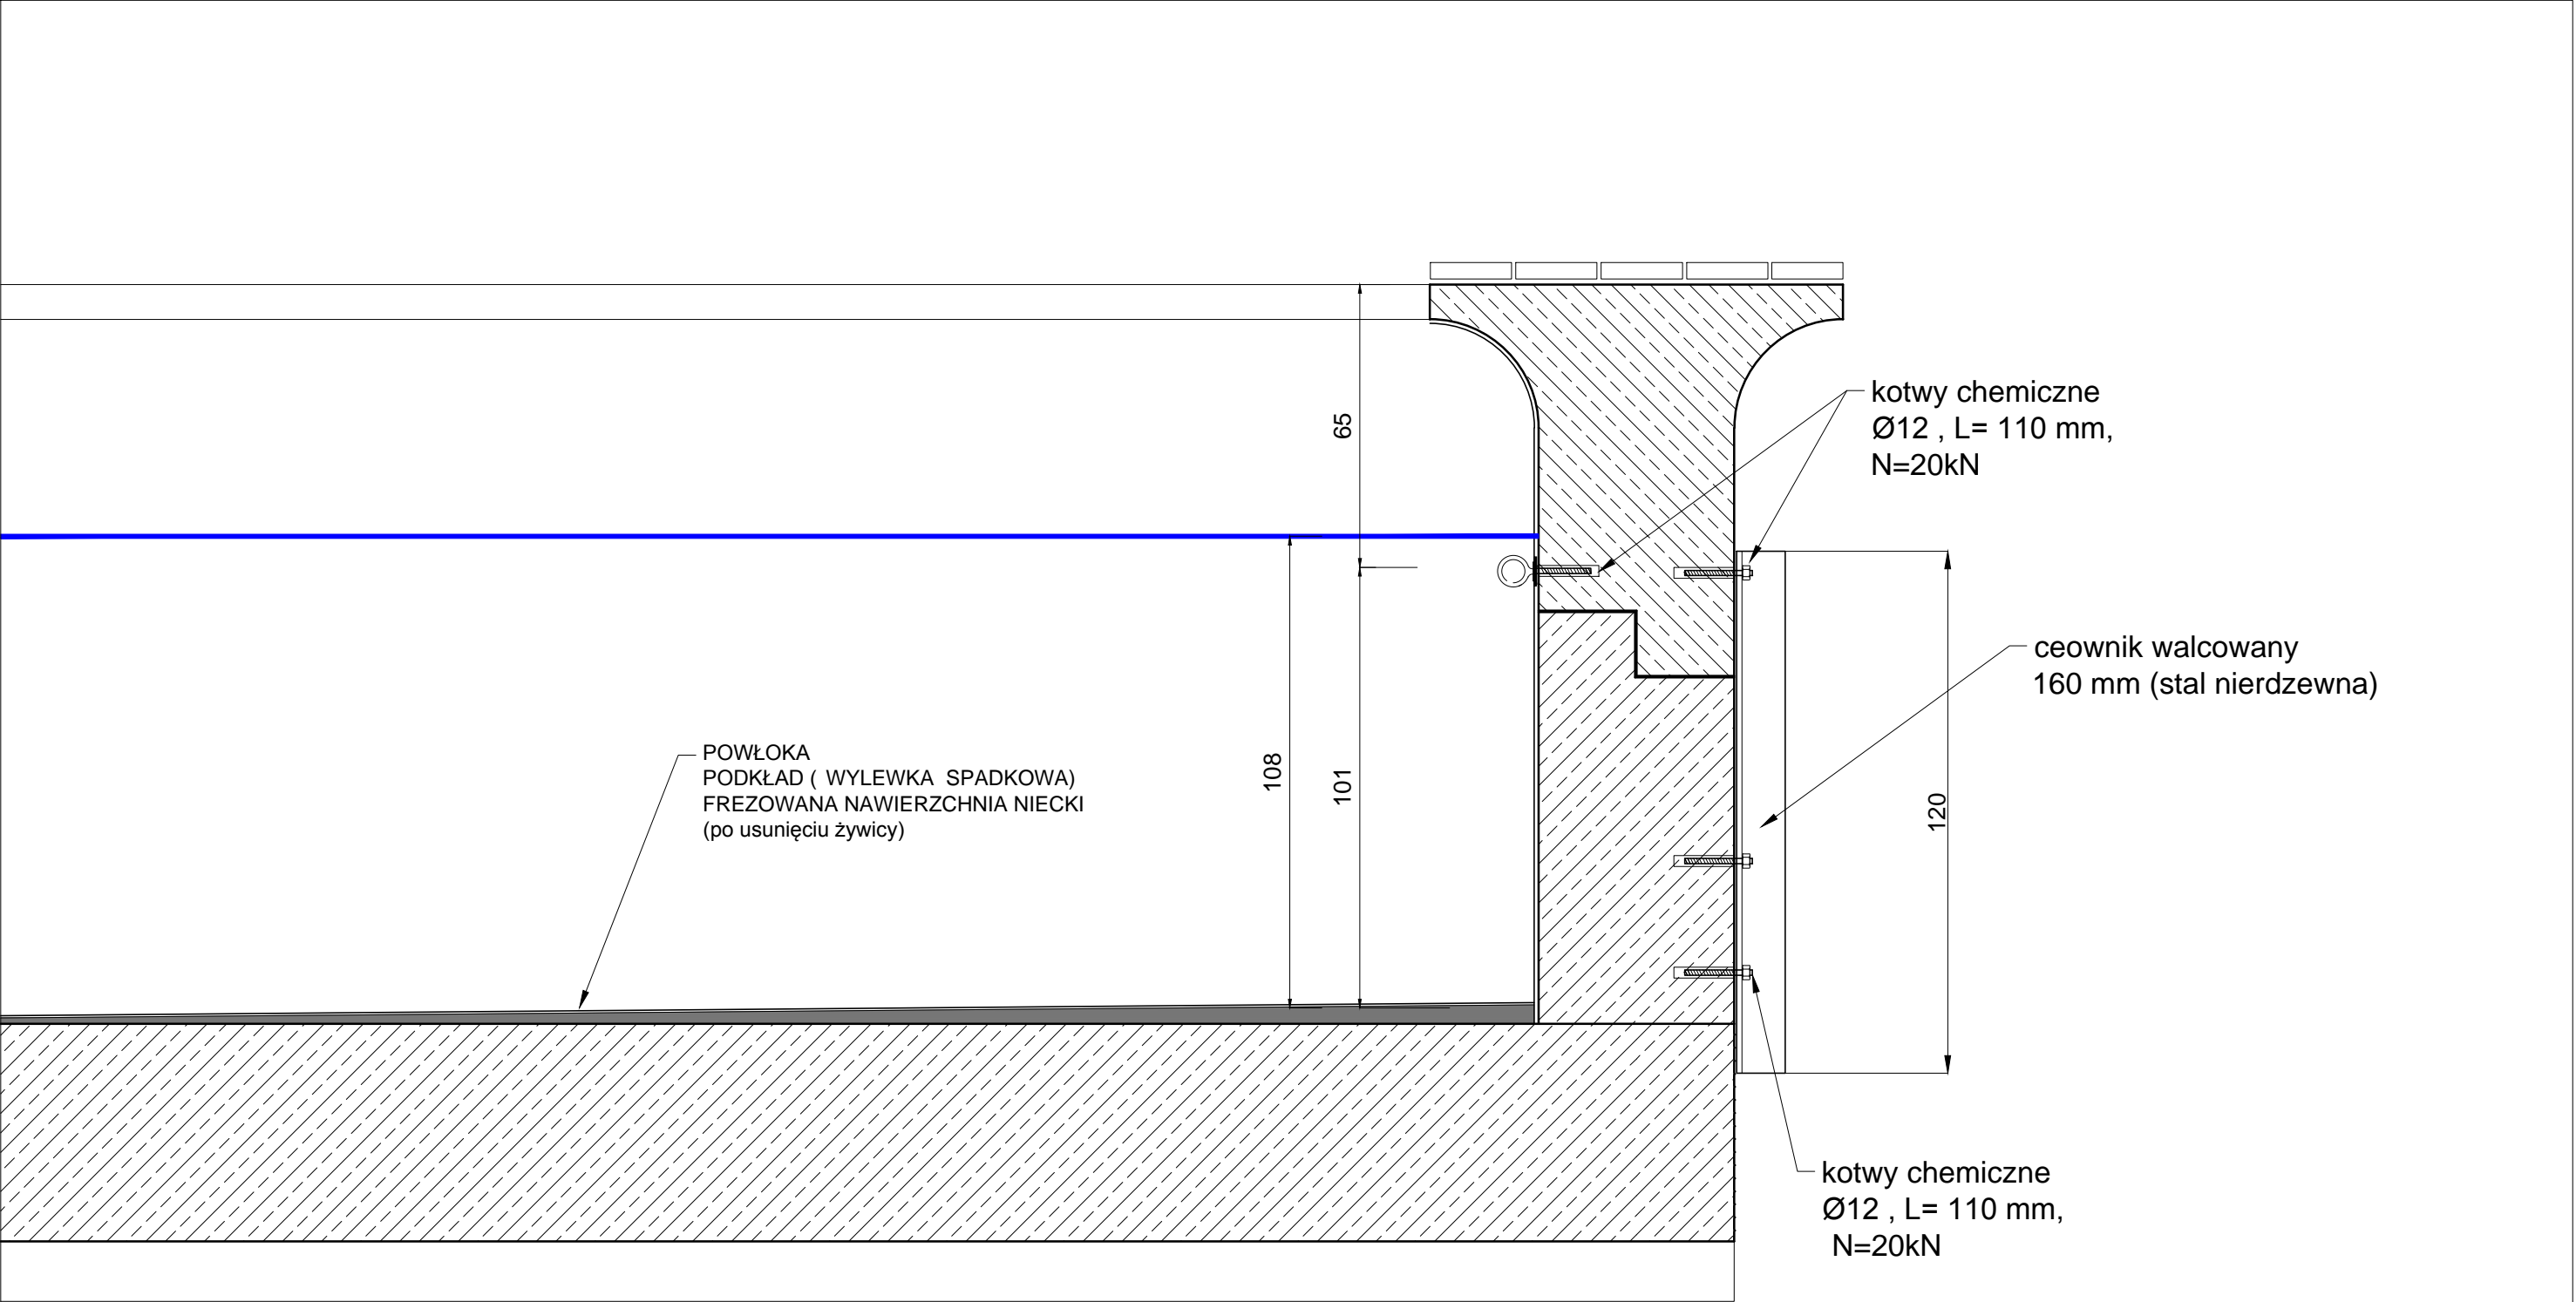 kotwy chemiczne
Ø12 , L= 110 mm,
N=20kN
65
ceownik walcowany
160 mm (stal nierdzewna)
POWŁOKA
PODKŁAD ( WYLEWKA SPADKOWA)
FREZOWANA NAWIERZCHNIA NIECKI
(po usunięciu żywicy)
108
101
120
kotwy chemiczne
Ø12 , L= 110 mm,
N=20kN